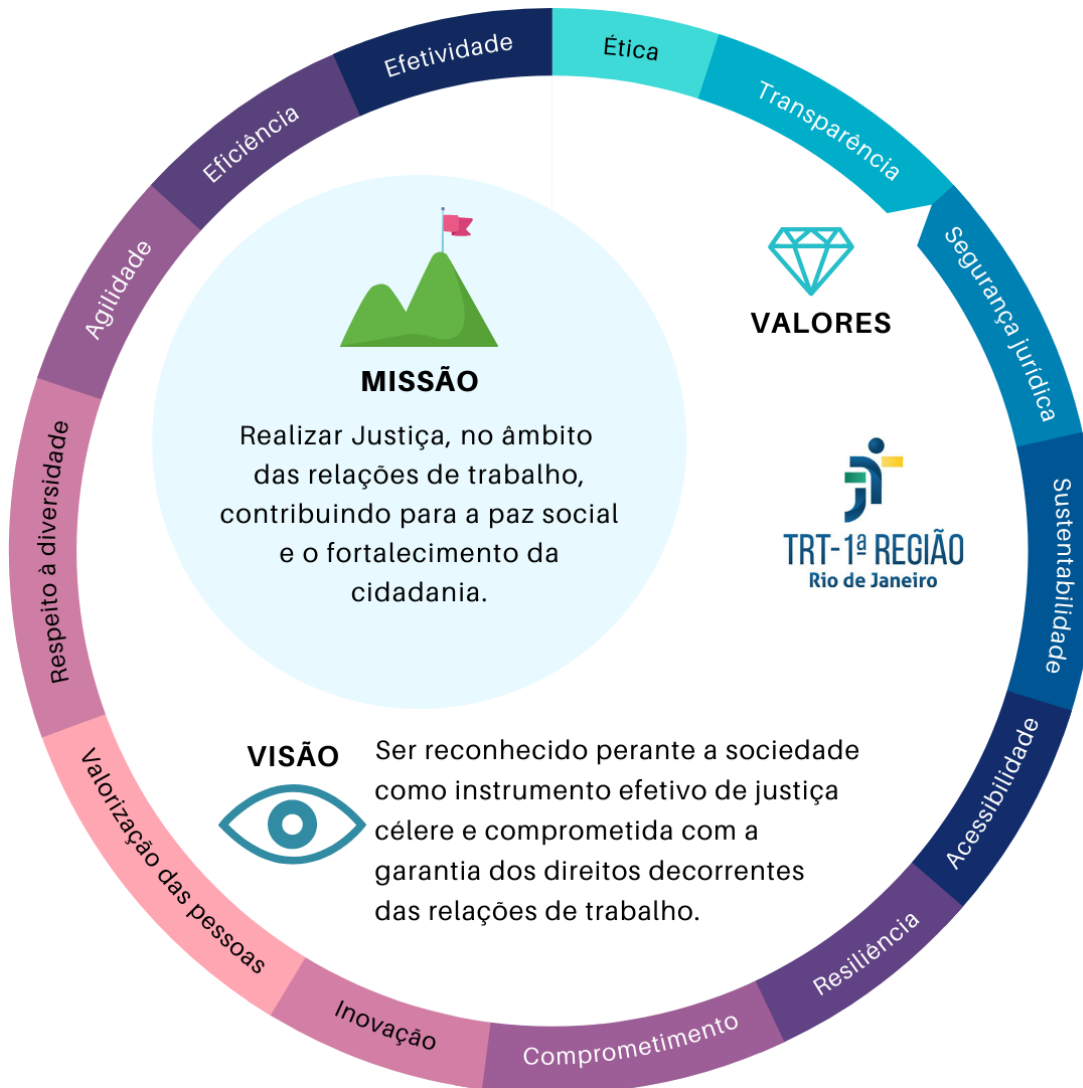 Ética
Transparência
Segurança jurídica
Sustentabilidade
Acessibilidade
Resiliência
Comprometimento
Inovação
Valorização das pessoas
Respeito à diversidade
Agilidade
Eficiência
Efetividade
MISSÃO
Realizar Justiça, no âmbito
das relações de trabalho,
contribuindo para a paz social
e o fortalecimento da
cidadania.
VALORES
TRT-1ª REGIÃO
Rio de Janeiro
VISÃO
Ser reconhecido perante a sociedade
como instrumento efetivo de justiça
célere e comprometida com a
garantia dos direitos decorrentes
das relações de trabalho.